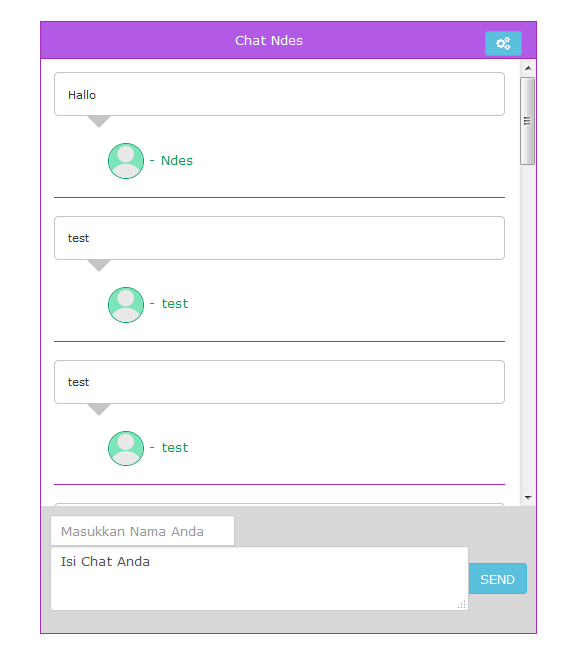 Chat Ndes
Hallo
- Ndes
test
- test
test
- test
Masukkan Nama Anda
Isi Chat Anda
SEND